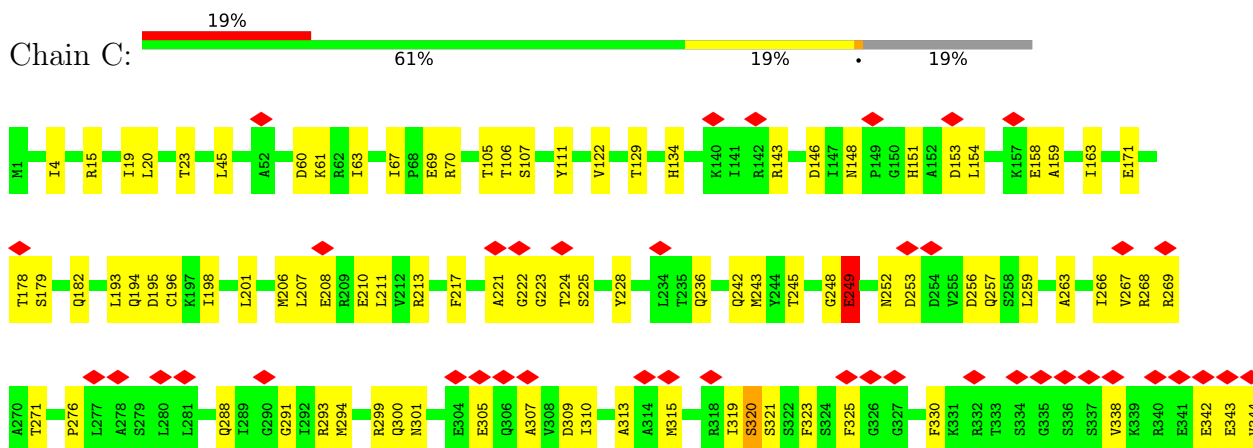 19%
Chain C:
61% 19% . 19%
M1 I4 R15 I19 L20 T23 L45 A52 D60 K61 R62 I63 I67 P68 E69 R70 T105 T106 S107 Y111 V122 T129 H134 K140 I141 R142 R143 D146 I147 N148 P149 G150 H151 A152 D153 L154 K157 E158 A159 I163 E171
T178 S179 Q182 L193 Q194 D195 C196 K197 I198 L201 M206 L207 E208 R209 E210 L211 V212 R213 F217 A221 G222 G223 T224 S225 Y228 L234 T235 Q236 Q242 M243 Y244 T245 G248 E249 N252 D253 D254 V255 D256 Q257 S258 L259 A263 I266 V267 R268 R269
A270 T271 P276 L277 A278 S279 L280 L281 Q288 I289 G290 G291 I292 R293 M294 R299 Q300 N301 E304 E305 Q306 A307 V308 D309 I310 A313 A314 M315 R318 I319 S320 S321 S322 F323 S324 F325 G326 G327 F330 K331 R332 T333 S334 G335 S336 S337 V338 K339 R340 E341 E342 E343